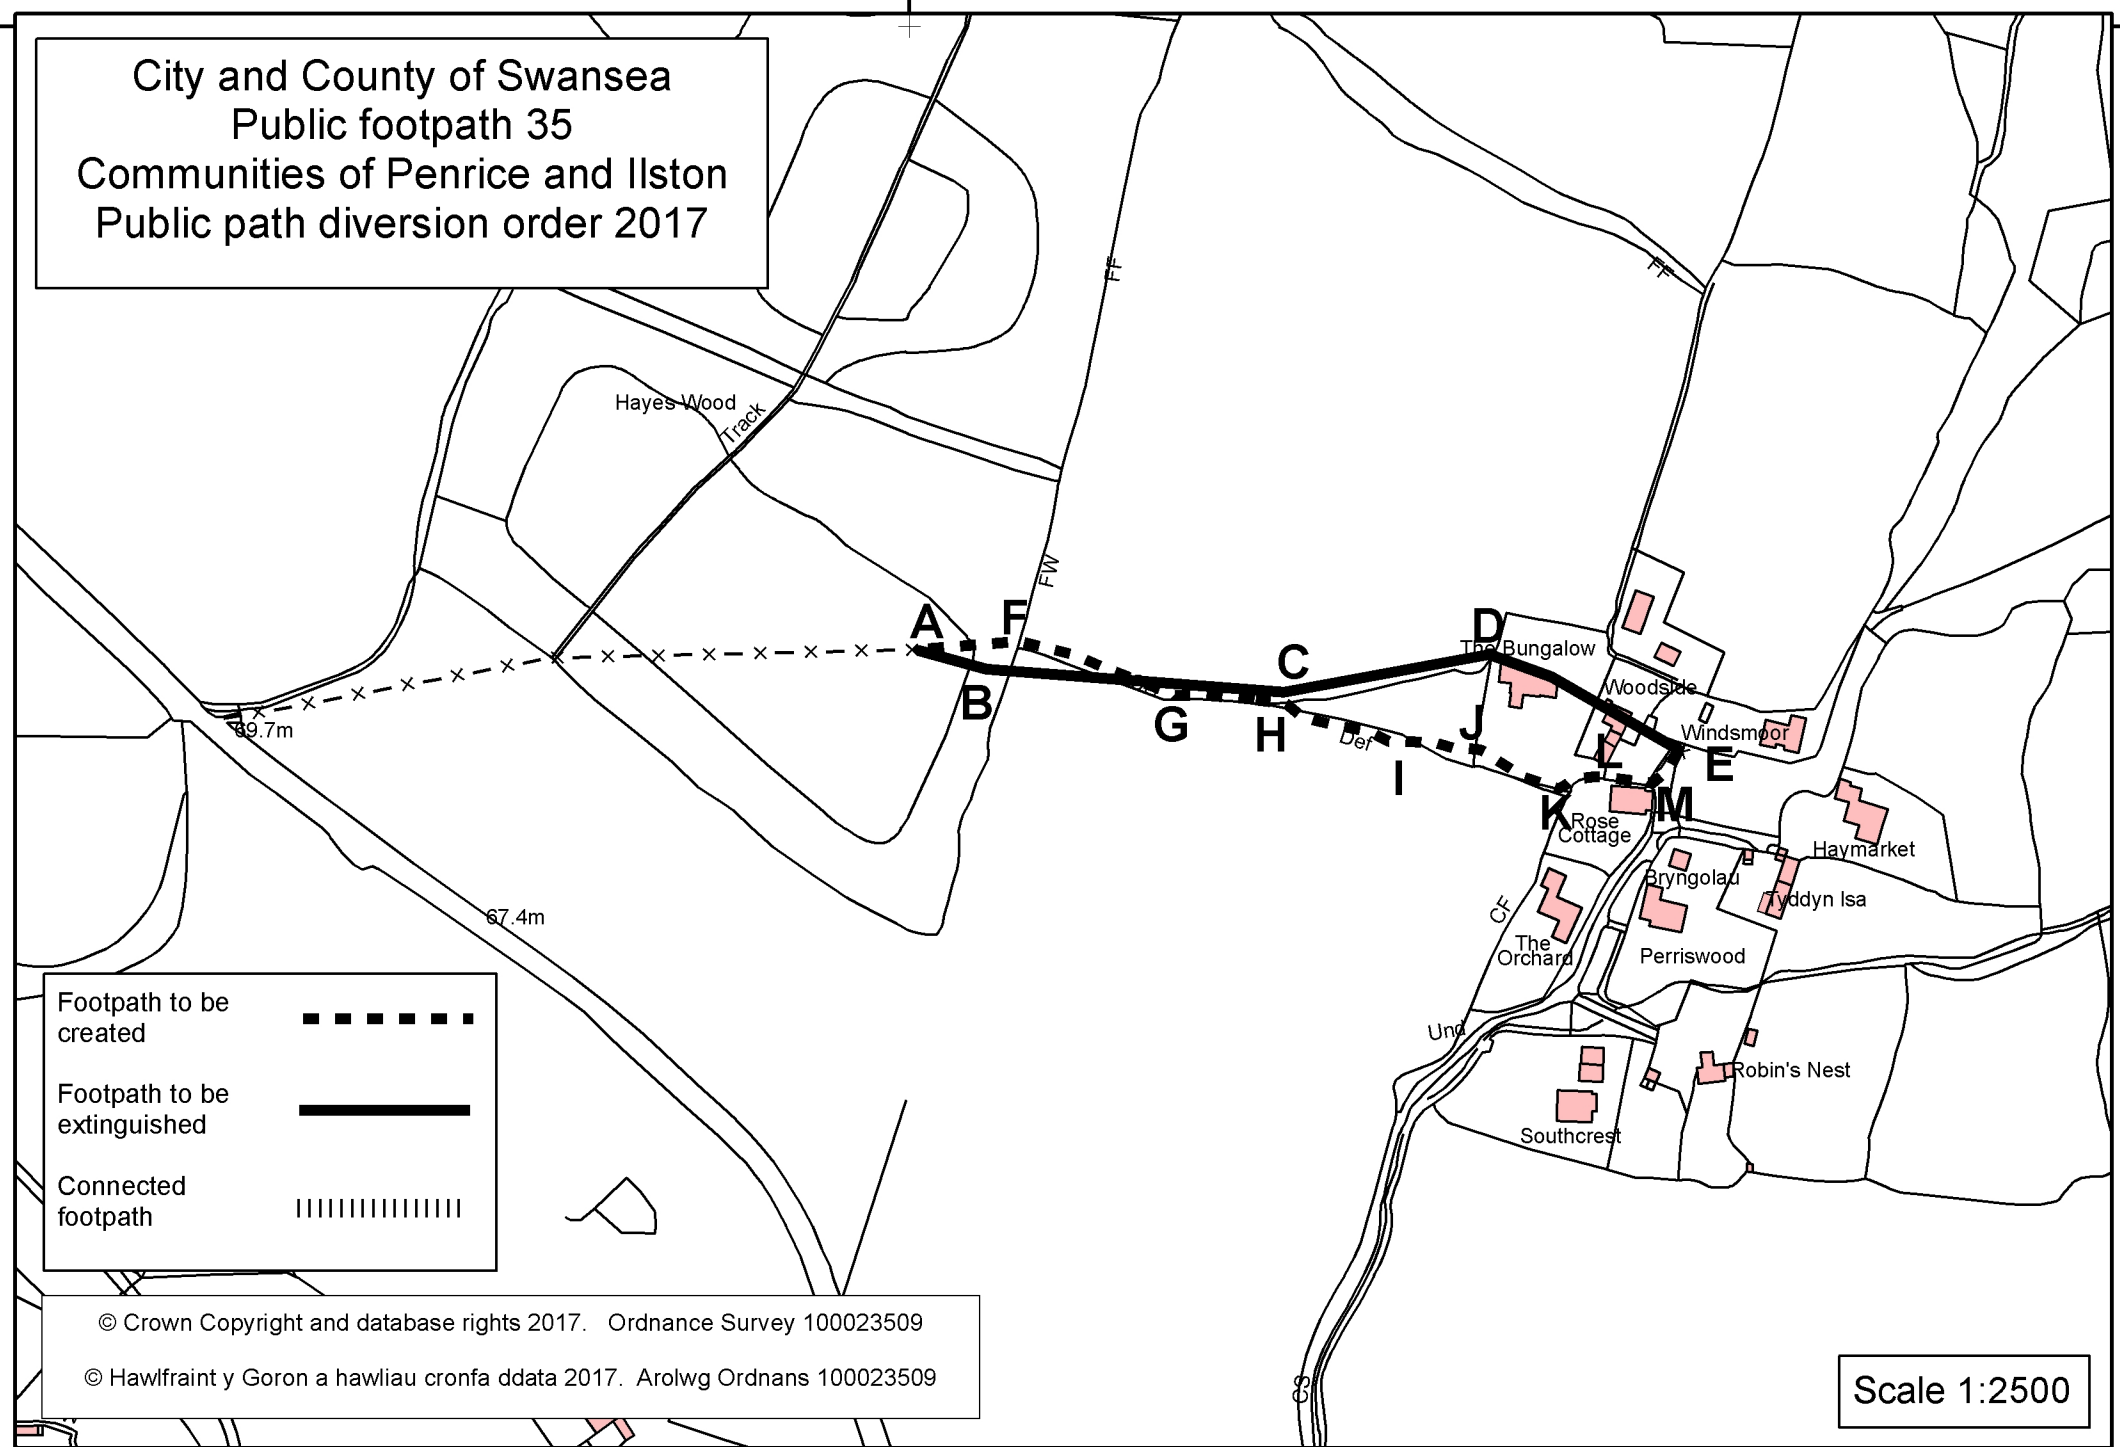 City and County of Swansea
Public footpath 35
Communities of Penrice and Ilston
Public path diversion order 2017
FF
FF
Hayes Wood
Track
FW
A
F
B
C
D
The Bungalow
G
H
Def
I
J
Woodside
Windsmoor
L
E
K
M
Rose
Cottage
69.7m
67.4m
Haymarket
Bryngolau
Tyddyn Isa
CF
The
Orchard
Perriswood
Und
Robin's Nest
Southcrest
CS
Footpath to be
created
Footpath to be
extinguished
Connected
footpath
© Crown Copyright and database rights 2017. Ordnance Survey 100023509
© Hawlfraint y Goron a hawliau cronfa ddata 2017. Arolwg Ordnans 100023509
Scale 1:2500